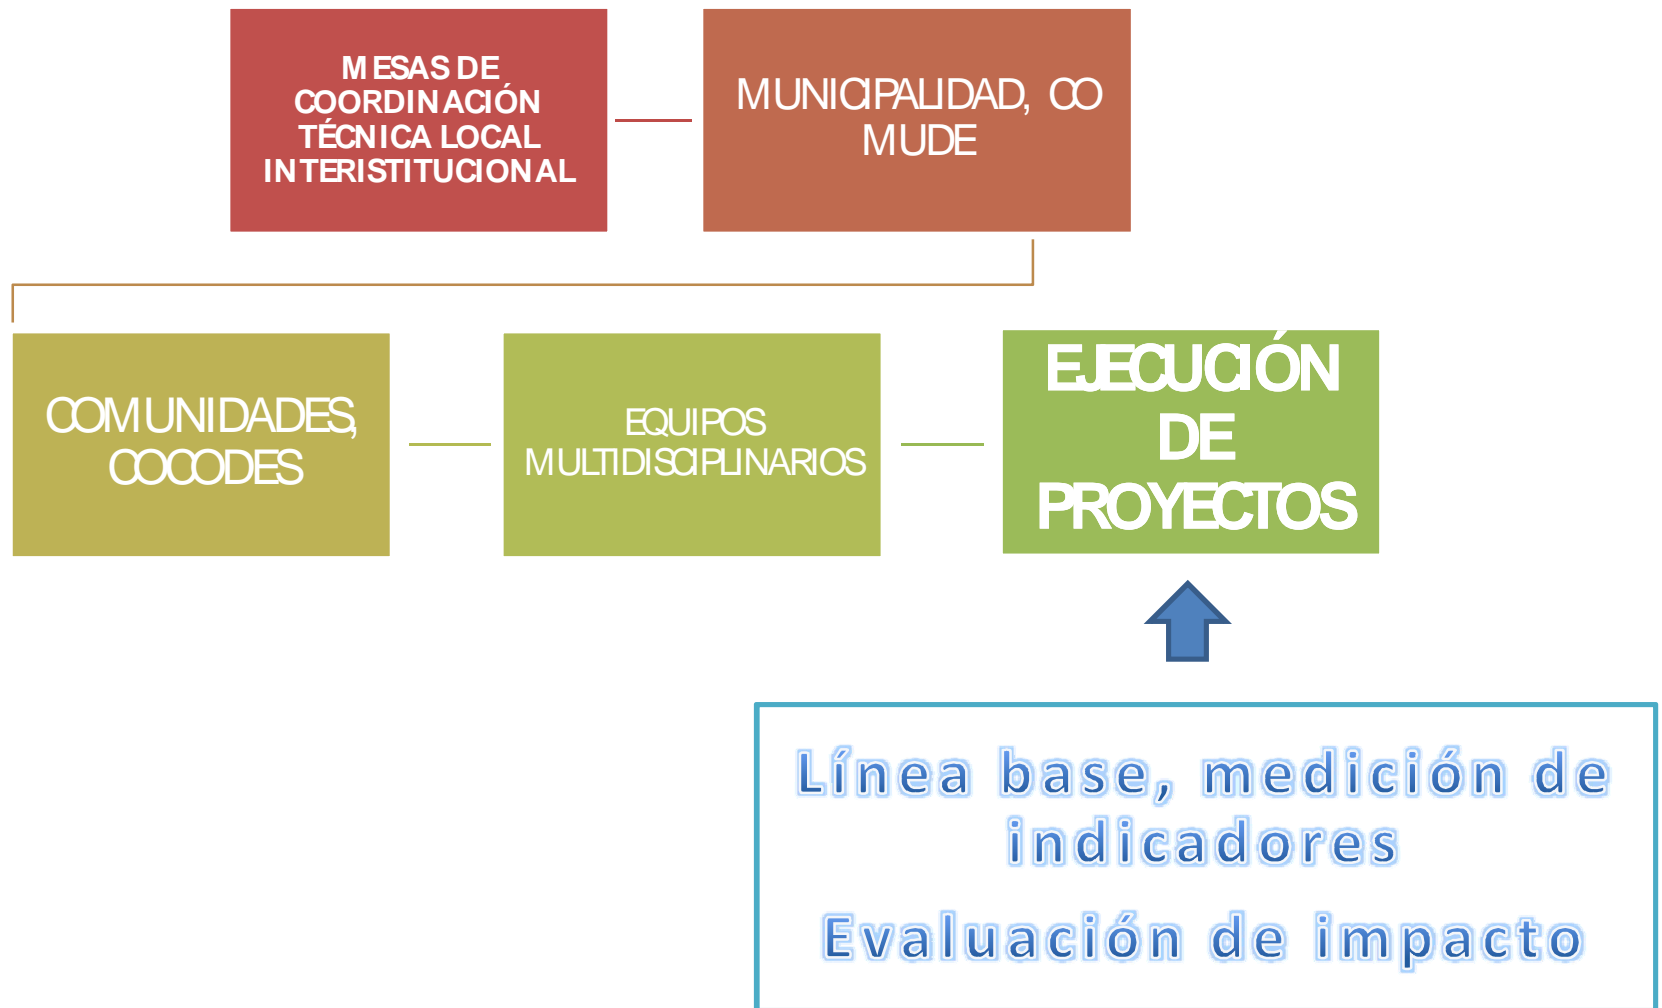 MESAS DE
COORDINACIÓN
TÉCNICA LOCAL
INTERISTITUCIONAL
MUNICIPALIDAD, CO
MUDE
COMUNIDADES,
COCODES
EQUIPOS
MULTIDISCIPLINARIOS
EJECUCIÓN
DE
PROYECTOS
Línea base, medición de
indicadores
Evaluación de impacto